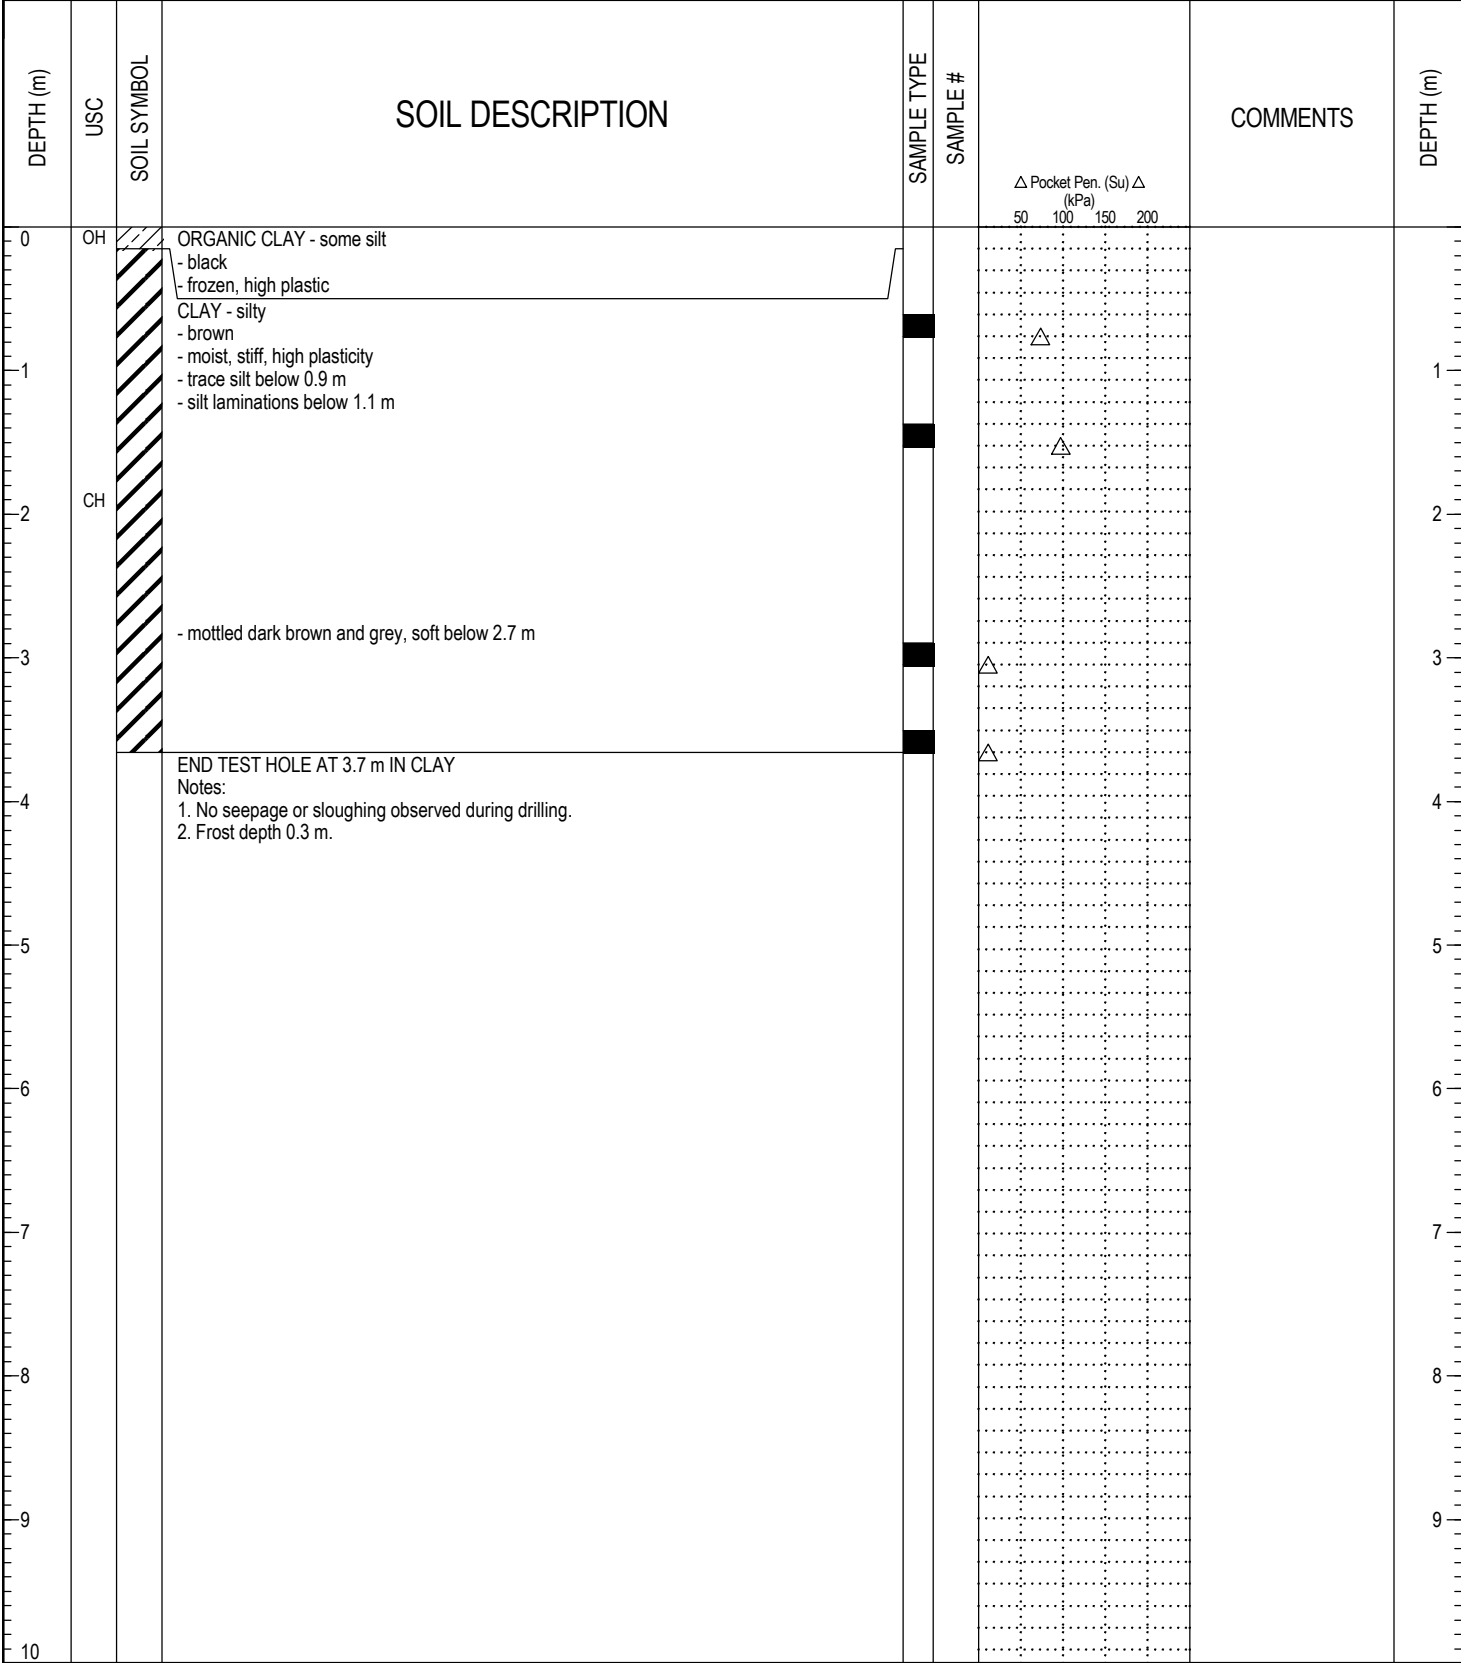 DEPTH (m)
USC
SOIL SYMBOL
SOIL DESCRIPTION
SAMPLE TYPE
SAMPLE #
△ Pocket Pen. (Su) △
(kPa)
50 100 150 200
COMMENTS
DEPTH (m)
0
OH
ORGANIC CLAY - some silt
- black
- frozen, high plastic
CLAY - silty
- brown
- moist, stiff, high plasticity
1
- trace silt below 0.9 m
1
- silt laminations below 1.1 m
CH
2
2
- mottled dark brown and grey, soft below 2.7 m
3
3
END TEST HOLE AT 3.7 m IN CLAY
Notes:
4
1. No seepage or sloughing observed during drilling.
4
2. Frost depth 0.3 m.
5
5
6
6
7
7
8
8
9
9
10